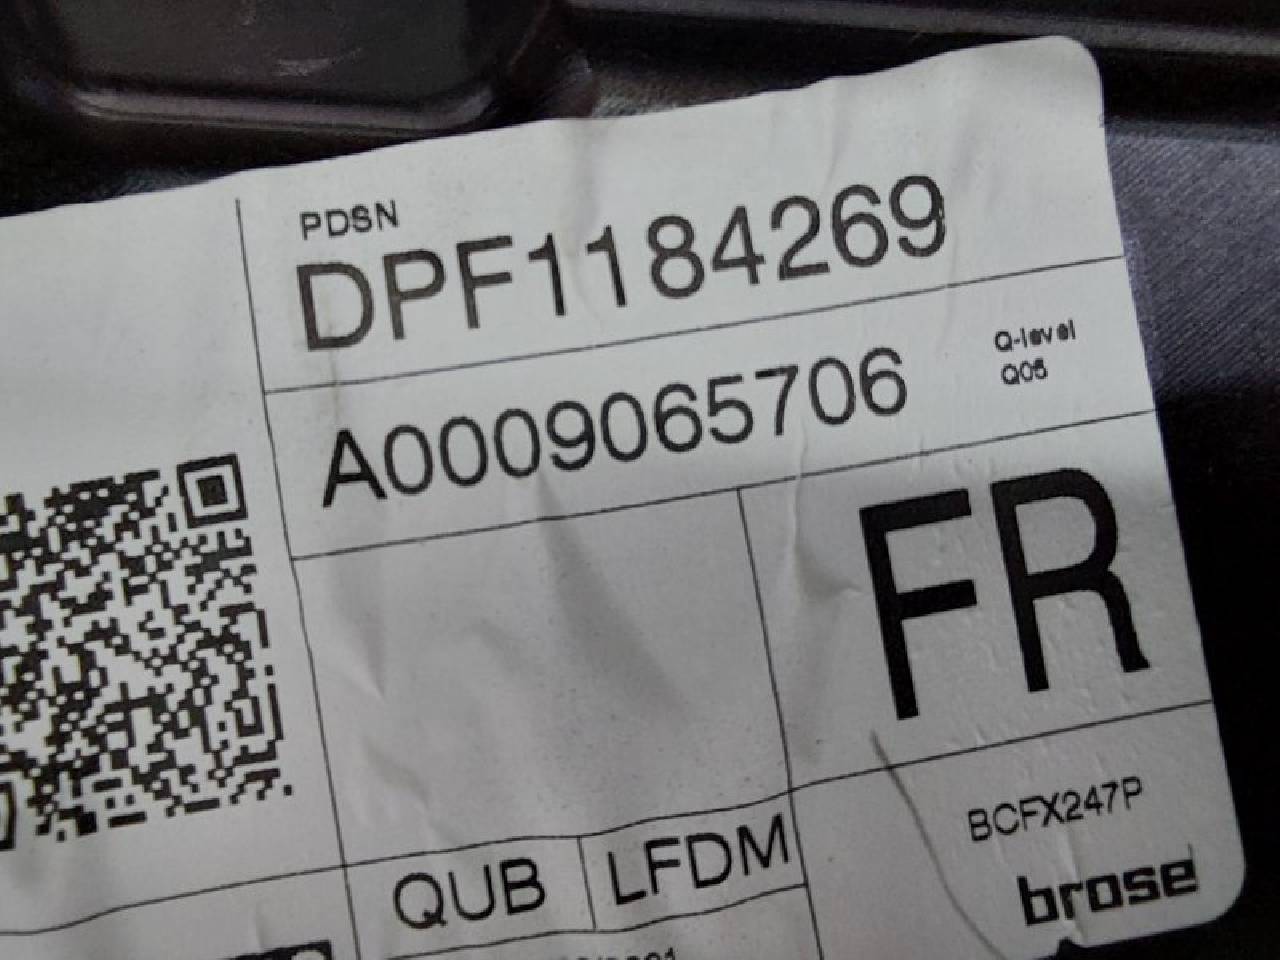 PDSN
DPF1184269
A0009065706
Q-level
Q05
FR
QUB
LFDM
BCFX247P
brose